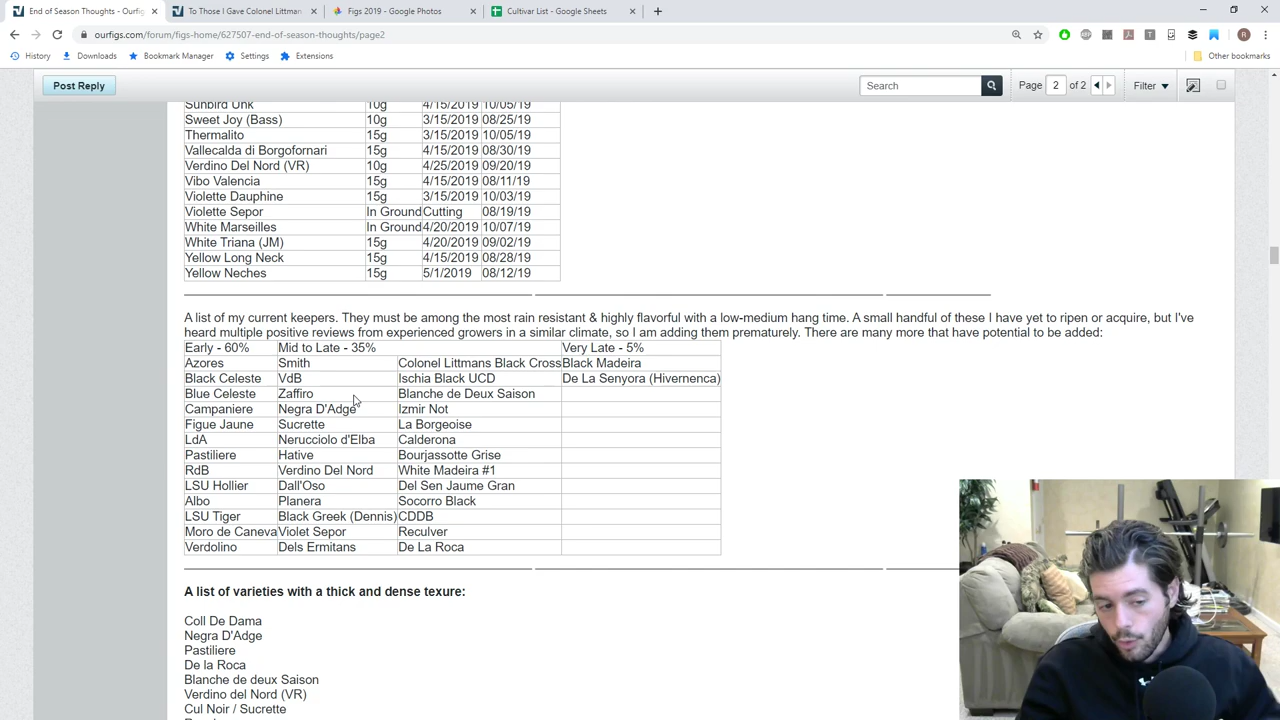 End of Season Thoughts - Ourfig
To Those I Gave Colonel Littman
Figs 2019 - Google Photos
Cultivar List - Google Sheets
ourfigs.com/forum/figs-home/627507-end-of-season-thoughts/page2
History Downloads Bookmark Manager Settings Extensions Other bookmarks
Post Reply Search Page 2 of 2 Filter
Sunbird Unk 10g 4/15/2019 10/05/19
Sweet Joy (Bass) 10g 3/15/2019 08/25/19
Thermalito 15g 3/15/2019 10/05/19
Vallecalda di Borgofornari 15g 4/15/2019 08/30/19
Verdino Del Nord (VR) 10g 4/25/2019 09/20/19
Vibo Valencia 15g 4/15/2019 08/11/19
Violette Dauphine 15g 3/15/2019 10/03/19
Violette Sepor In Ground Cutting 08/19/19
White Marseilles In Ground 4/20/2019 10/07/19
White Triana (JM) 15g 4/20/2019 09/02/19
Yellow Long Neck 15g 4/15/2019 08/28/19
Yellow Neches 15g 5/1/2019 08/12/19
A list of my current keepers. They must be among the most rain resistant & highly flavorful with a low-medium hang time. A small handful of these I have yet to ripen or acquire, but I've
heard multiple positive reviews from experienced growers in a similar climate, so I am adding them prematurely. There are many more that have potential to be added:
Early - 60% Mid to Late - 35% Very Late - 5%
Azores Smith Colonel Littmans Black Cross Black Madeira
Black Celeste VdB Ischia Black UCD De La Senyora (Hivernenca)
Blue Celeste Zaffiro Blanche de Deux Saison
Campaniere Negra D'Adge Izmir Not
Figue Jaune Sucrette La Borgeoise
LdA Nerucciolo d'Elba Calderona
Pastiliere Hative Bourjassotte Grise
RdB Verdino Del Nord White Madeira #1
LSU Hollier Dall'Oso Del Sen Jaume Gran
Albo Planera Socorro Black
LSU Tiger Black Greek (Dennis) CDDB
Moro de Caneva Violet Sepor Reculver
Verdolino Dels Ermitans De La Roca
A list of varieties with a thick and dense texure:
Coll De Dama
Negra D'Adge
Pastiliere
De la Roca
Blanche de deux Saison
Verdino del Nord (VR)
Cul Noir / Sucrette